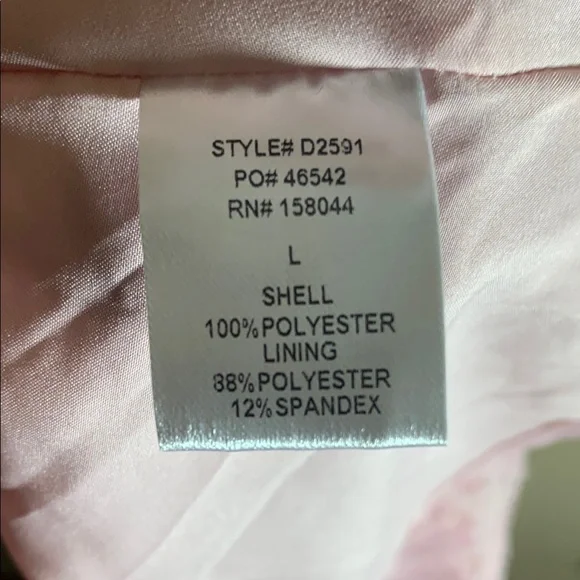 STYLE# D2591
PO# 46542
RN# 158044
L
SHELL
100%POLYESTER
LINING
88%POLYESTER
12%SPANDEX